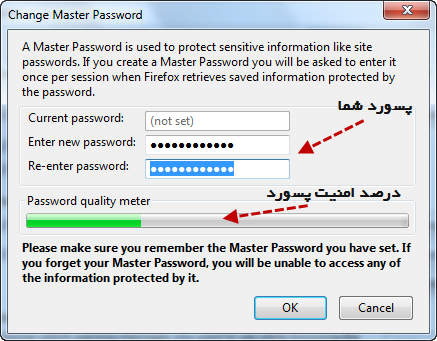 Change Master Password
A Master Password is used to protect sensitive information like site
passwords. If you create a Master Password you will be asked to enter it
once per session when Firefox retrieves saved information protected by
the password.
Current password: (not set)
پسورد شما
Enter new password: ●●●●●●●●●●●●
Re-enter password: ●●●●●●●●●●●●
درصد امنیت پسورد
Password quality meter
Please make sure you remember the Master Password you have set. If
you forget your Master Password, you will be unable to access any of
the information protected by it.
OK Cancel